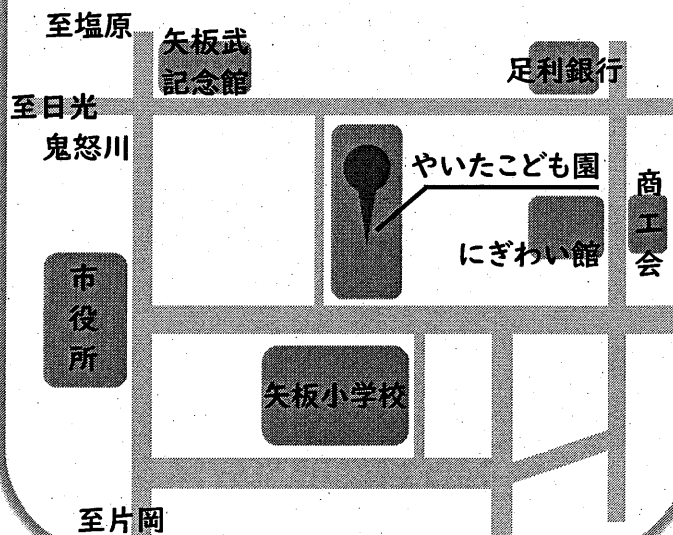 至塩原
矢板武
記念館
足利銀行
至日光
鬼怒川
やいたこども園
商工会
にぎわい館
市役所
矢板小学校
至片岡